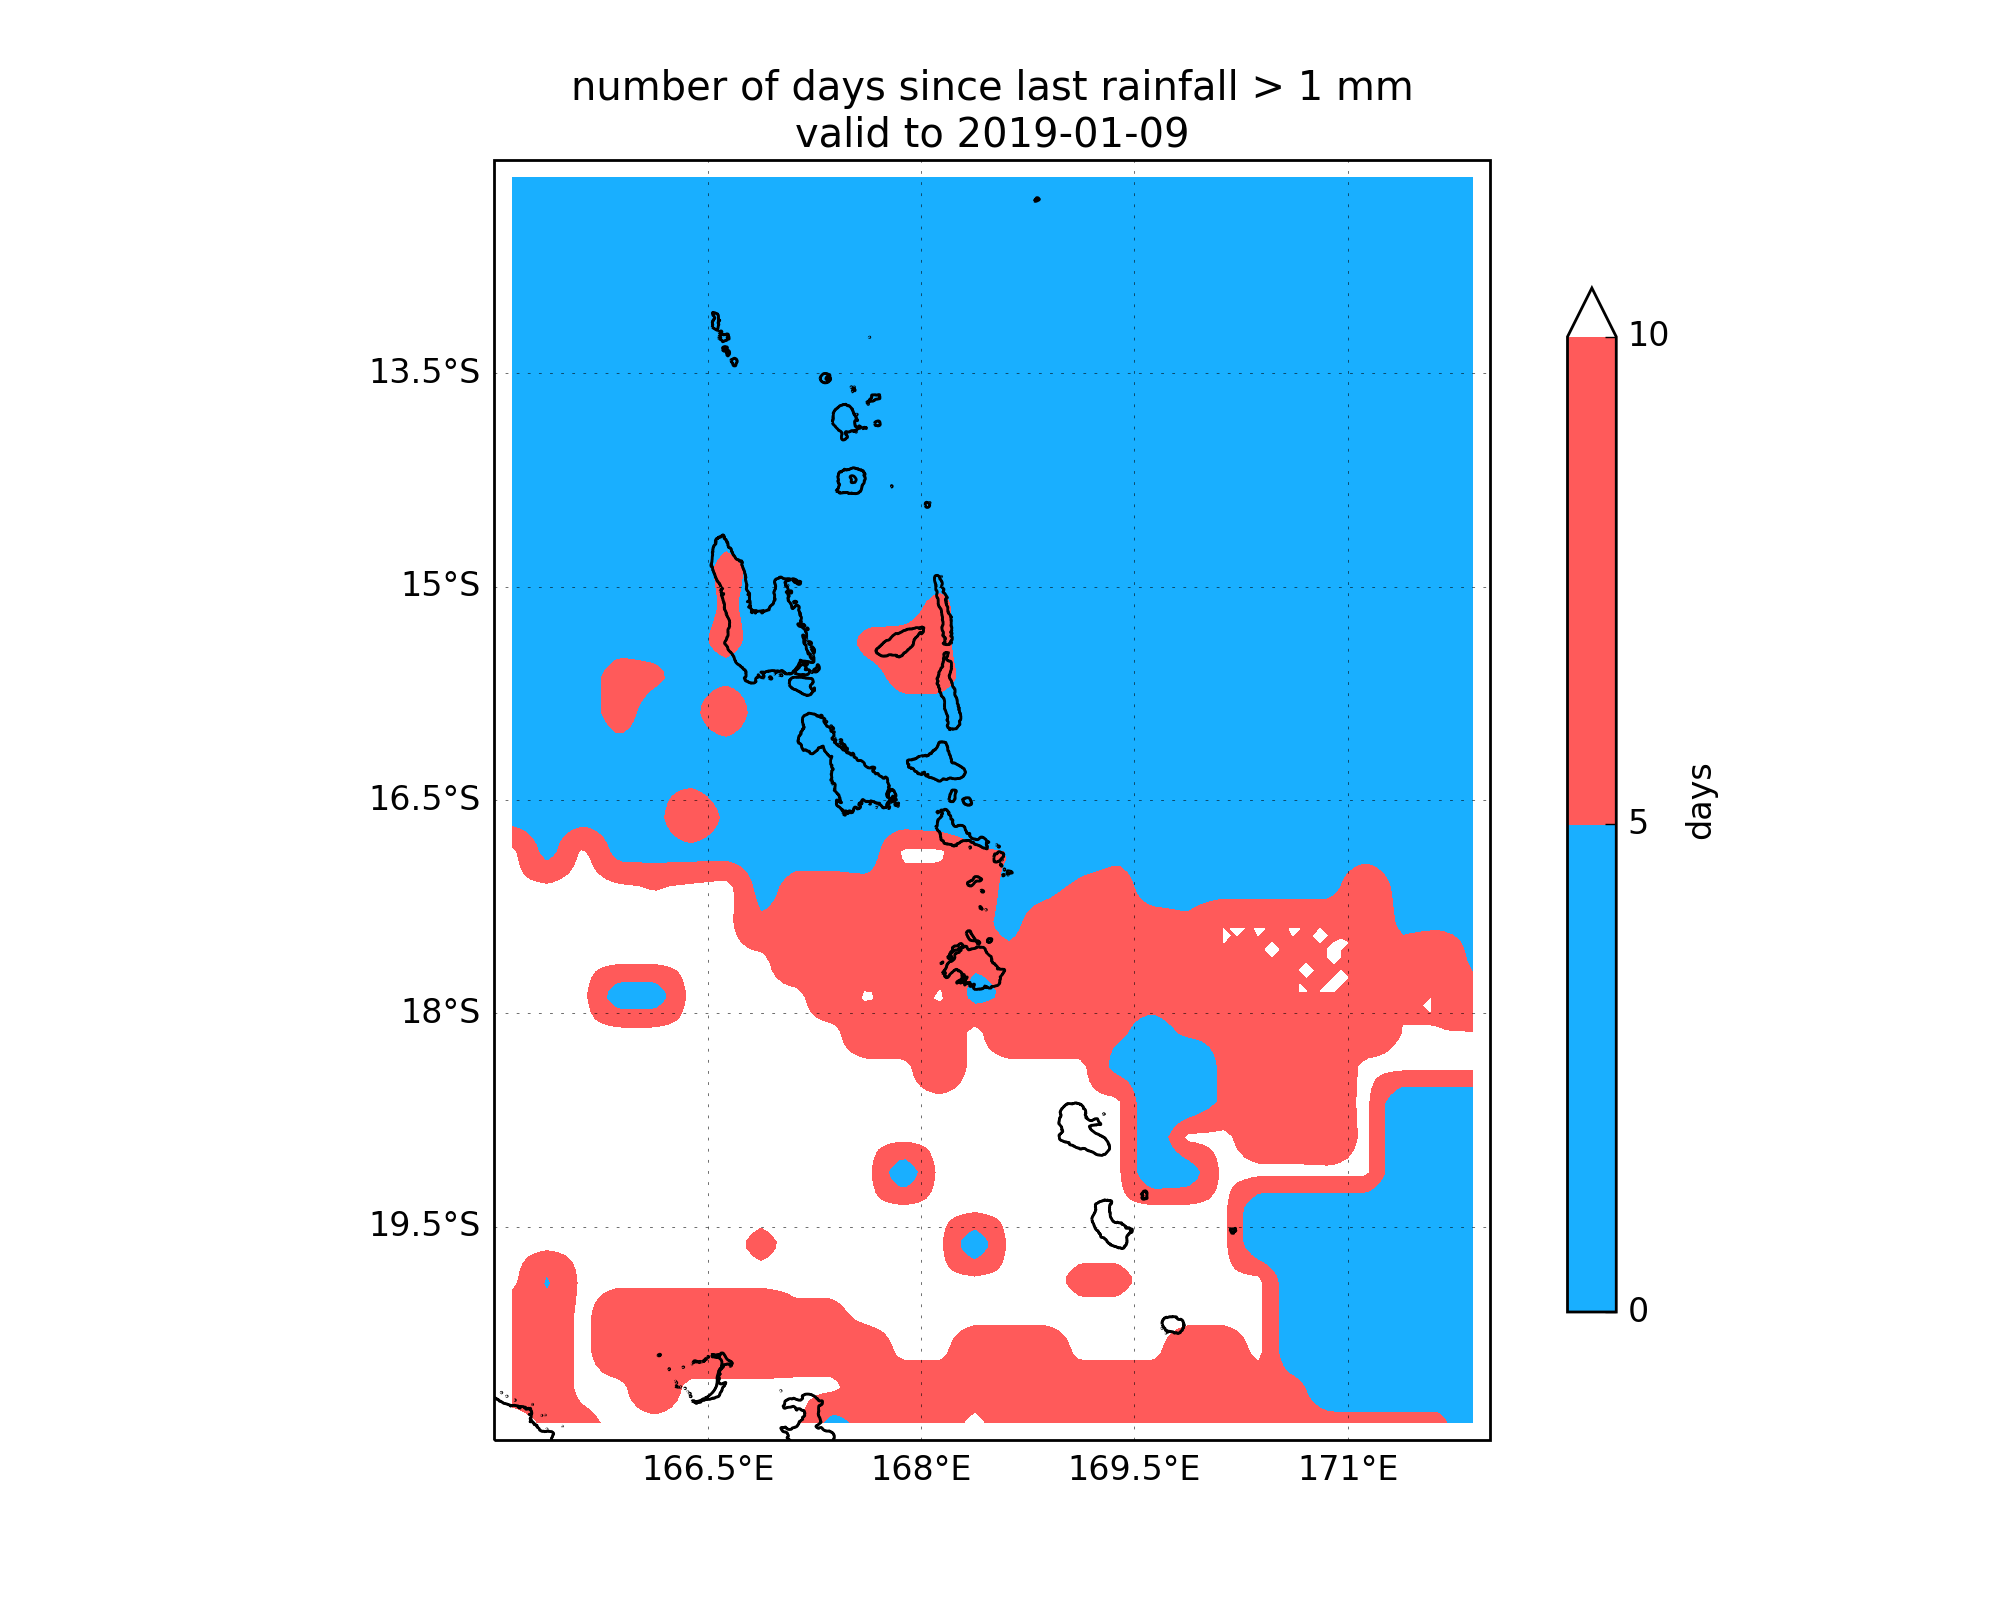 number of days since last rainfall > 1 mm
valid to 2019-01-09
13.5°S
15°S
16.5°S
18°S
19.5°S
166.5°E
168°E
169.5°E
171°E
10
5
0
days